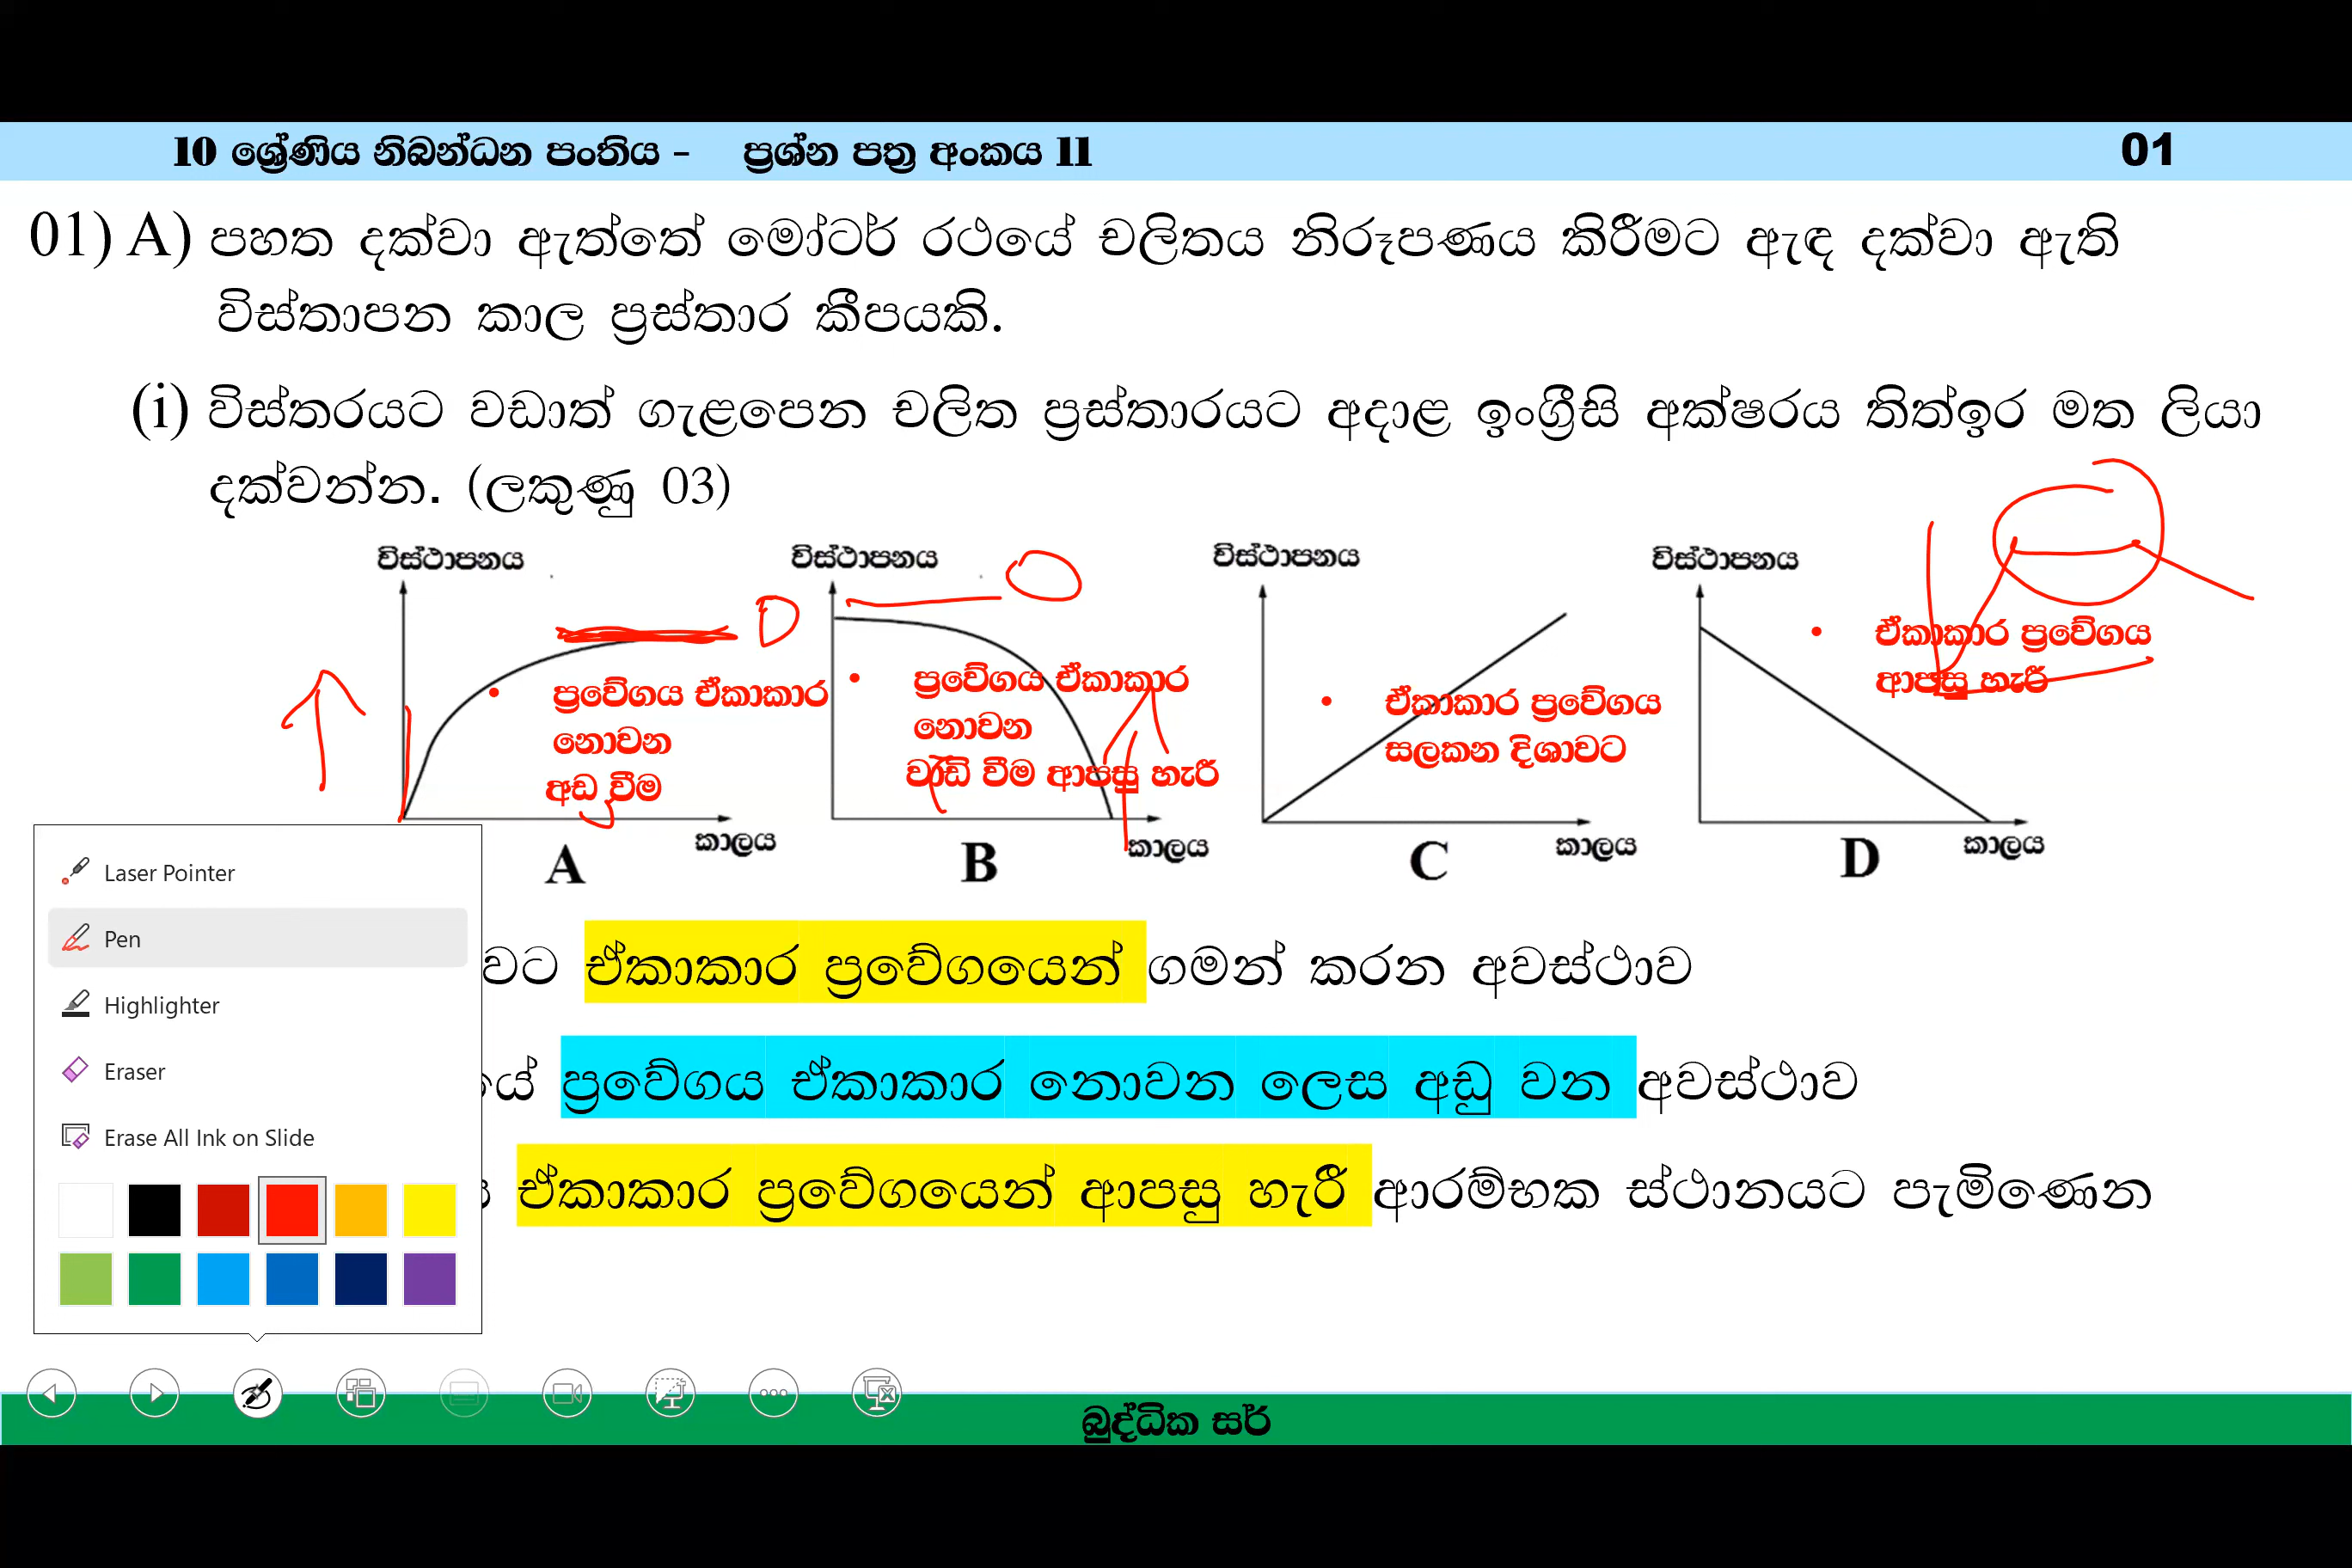 10 ශ්‍රේණිය නිබන්ධන පංතිය - ප්‍රශ්න පත්‍ර අංකය 11 01
01) A) පහත දක්වා ඇත්තේ මෝටර් රථයේ චලිතය නිරූපණය කිරීමට ඇඳ දක්වා ඇති
විස්තාපන කාල ප්‍රස්තාර කීපයකි.
(i) විස්තරයට වඩාත් ගැළපෙන චලිත ප්‍රස්තාරයට අදාළ ඉංග්‍රීසි අක්ෂරය තිත්ඉර මත ලියා
දක්වන්න. (ලකුණු 03)
විස්ථාපනය
• ප්‍රවේගය ඒකාකාර
නොවන
අඩ වීම
කාලය
A
විස්ථාපනය
• ප්‍රවේගය ඒකාකාර
නොවන
වැඩි වීම ආපසු හැරී
කාලය
B
විස්ථාපනය
• ඒකාකාර ප්‍රවේගය
සලකන දිශාවට
කාලය
C
විස්ථාපනය
• ඒකාකාර ප්‍රවේගය
ආපසු හැරී
කාලය
D
Laser Pointer
Pen
Highlighter
Eraser
Erase All Ink on Slide
වට ඒකාකාර ප්‍රවේගයෙන් ගමන් කරන අවස්ථාව
යේ ප්‍රවේගය ඒකාකාර නොවන ලෙස අඩු වන අවස්ථාව
ඒකාකාර ප්‍රවේගයෙන් ආපසු හැරී ආරම්භක ස්ථානයට පැමිණෙන
බුද්ධික සර්